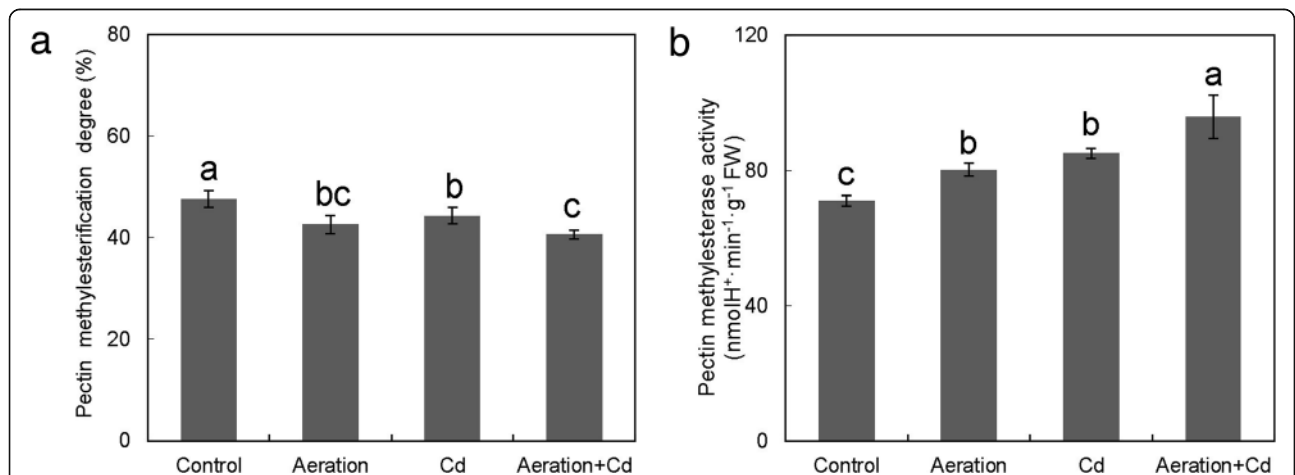 a
Pectin methylesterification degree (%)
80
60
40
20
0
a
bc
b
c
Control
Aeration
Cd
Aeration+Cd
b
Pectin methylesterase activity
(nmolH⁺·min⁻¹·g⁻¹ FW)
120
80
40
0
c
b
b
a
Control
Aeration
Cd
Aeration+Cd